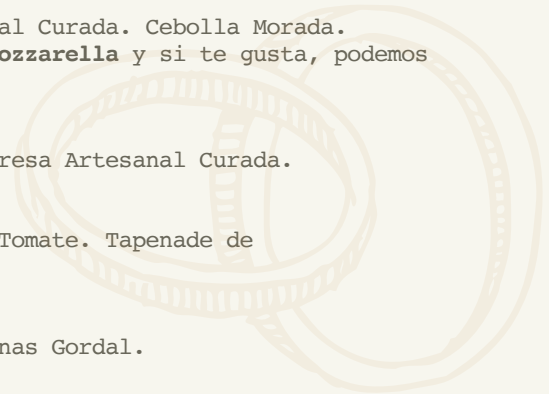 al Curada. Cebolla Morada.
ozzarella y si te gusta, podemos
resa Artesanal Curada.
Tomate. Tapenade de
nas Gordal.